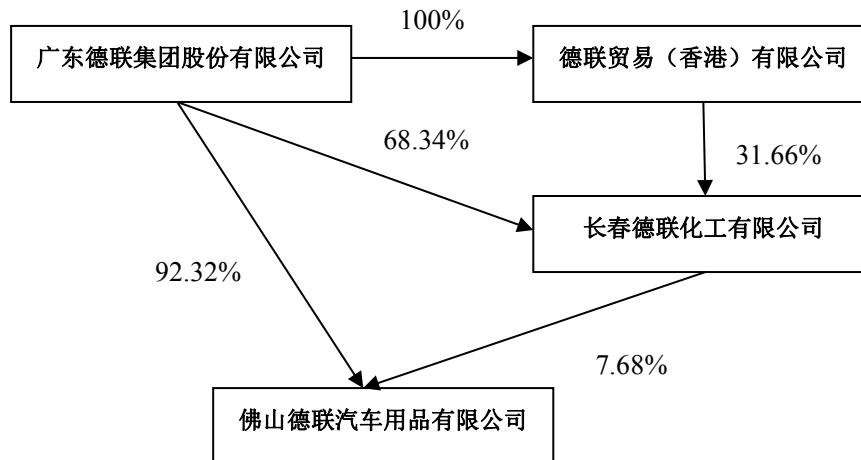 100%
广东德联集团股份有限公司
德联贸易（香港）有限公司
68.34%
31.66%
长春德联化工有限公司
92.32%
7.68%
佛山德联汽车用品有限公司